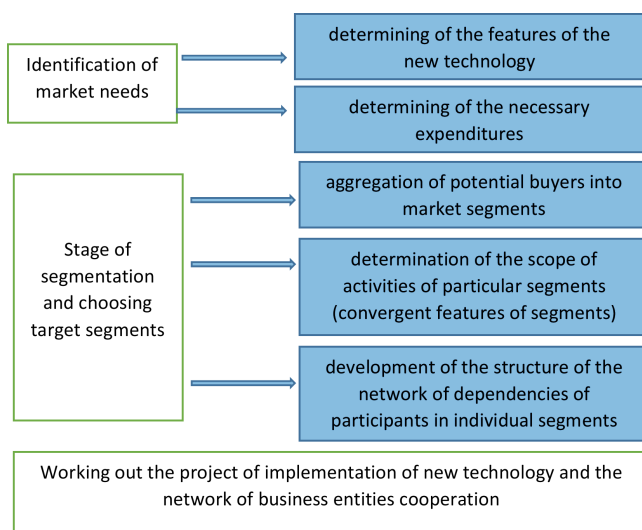 Identification of
market needs
determining of the features of the
new technology
determining of the necessary
expenditures
Stage of
segmentation
and choosing
target segments
aggregation of potential buyers into
market segments
determination of the scope of
activities of particular segments
(convergent features of segments)
development of the structure of the
network of dependencies of
participants in individual segments
Working out the project of implementation of new technology and the
network of business entities cooperation